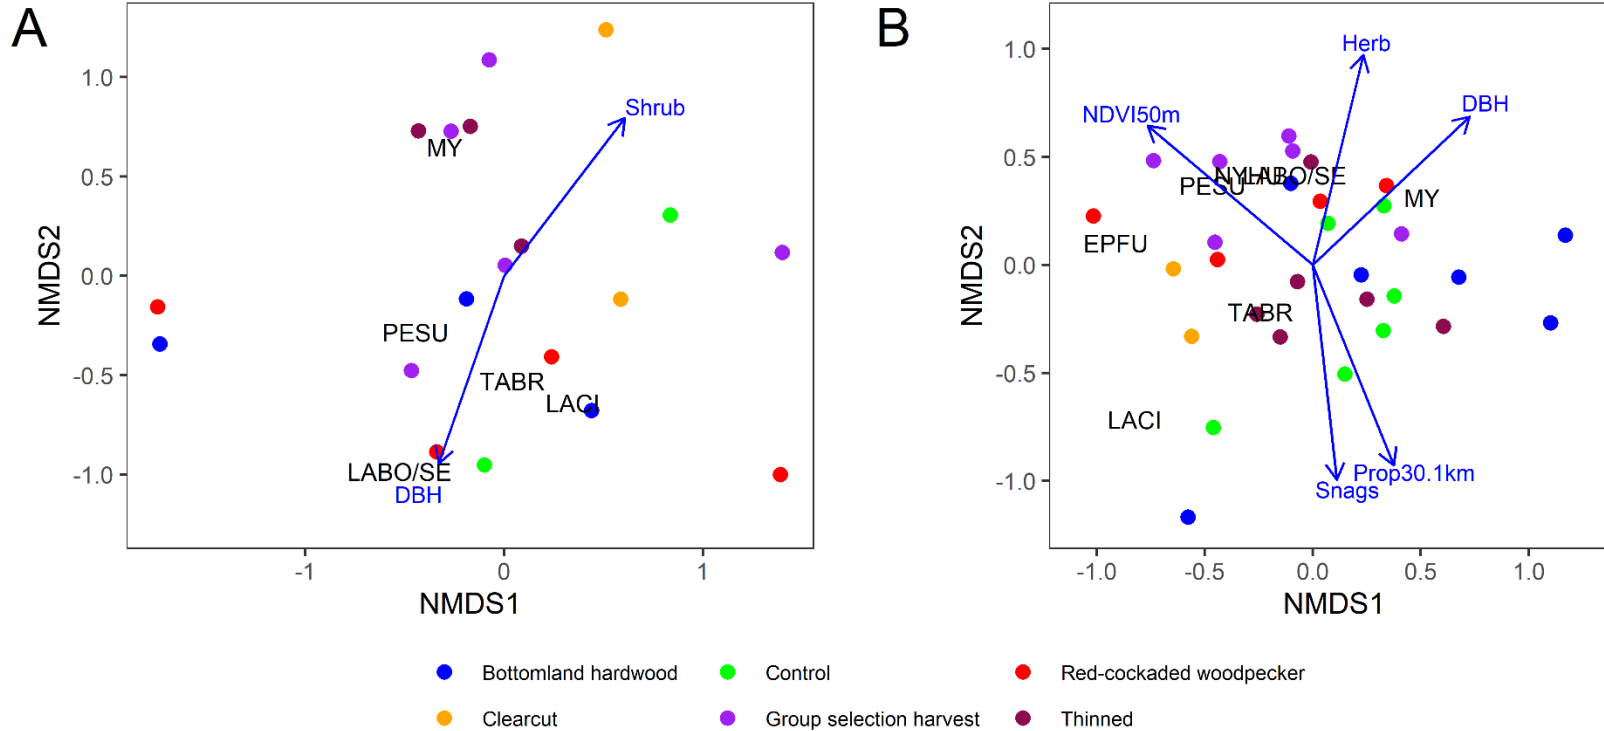 A
1.0
0.5
0.0
-0.5
-1.0
NMDS2
Shrub
MY
PESU
TABR
LACI
LABO/SE
DBH
-1
0
1
NMDS1
B
1.0
0.5
0.0
-0.5
-1.0
NMDS2
Herb
DBH
NDVI50m
PESU
NYHU
LABO/SE
MY
EPFU
TABR
LACI
Prop30.1km
Snags
-1.0
-0.5
0.0
0.5
1.0
NMDS1
Bottomland hardwood
Control
Red-cockaded woodpecker
Clearcut
Group selection harvest
Thinned